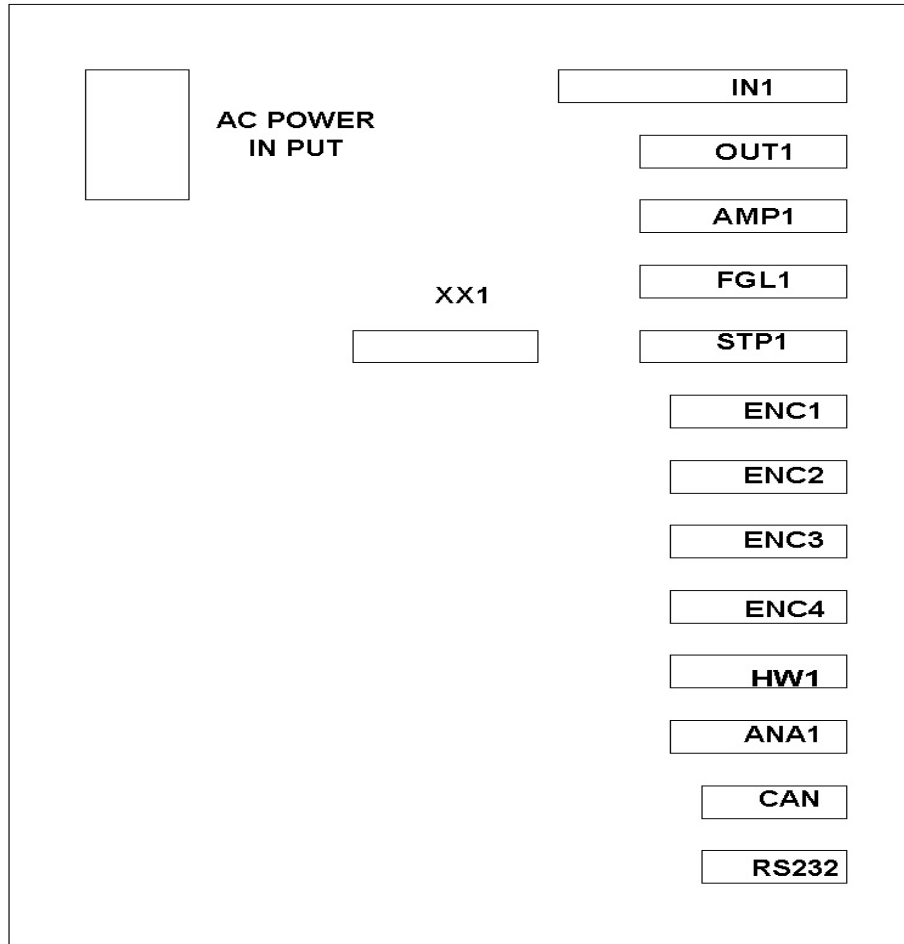 AC POWER
IN PUT
XX1
IN1
OUT1
AMP1
FGL1
STP1
ENC1
ENC2
ENC3
ENC4
HW1
ANA1
CAN
RS232